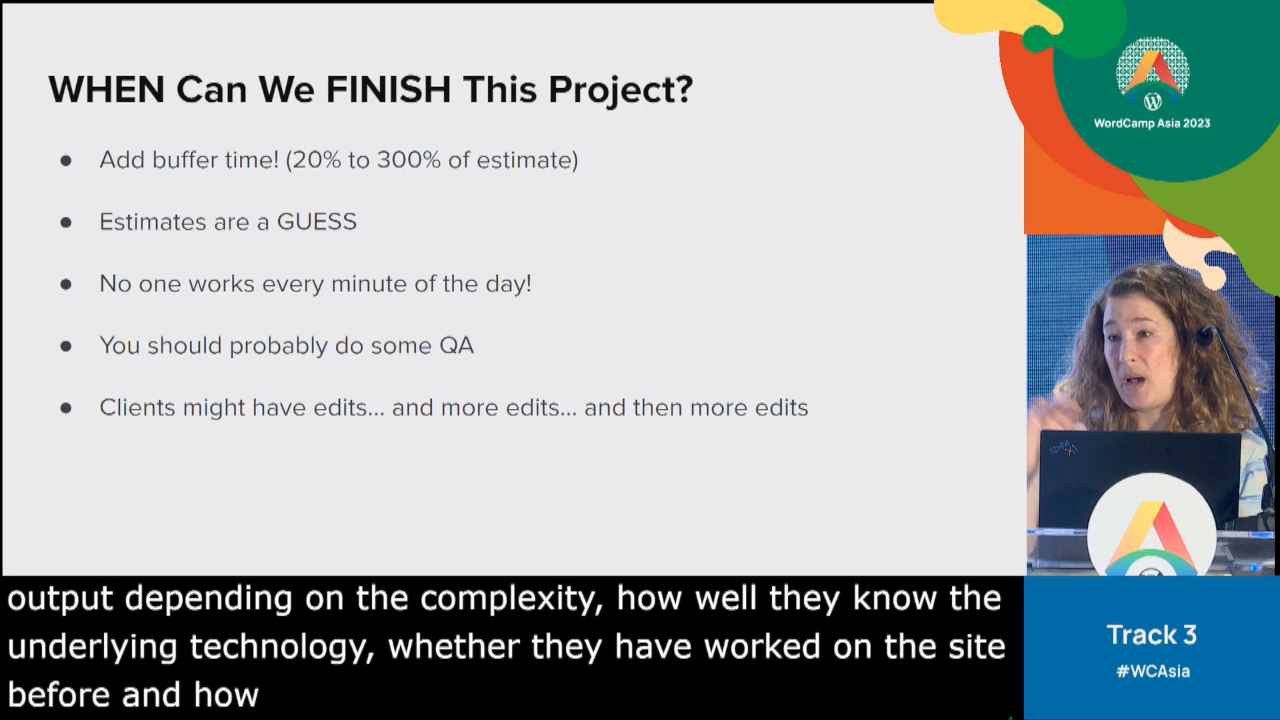 WHEN Can We FINISH This Project?
● Add buffer time! (20% to 300% of estimate)
● Estimates are a GUESS
● No one works every minute of the day!
● You should probably do some QA
● Clients might have edits... and more edits... and then more edits
WordCamp Asia 2023
output depending on the complexity, how well they know the
underlying technology, whether they have worked on the site
before and how
Track 3
#WCAsia